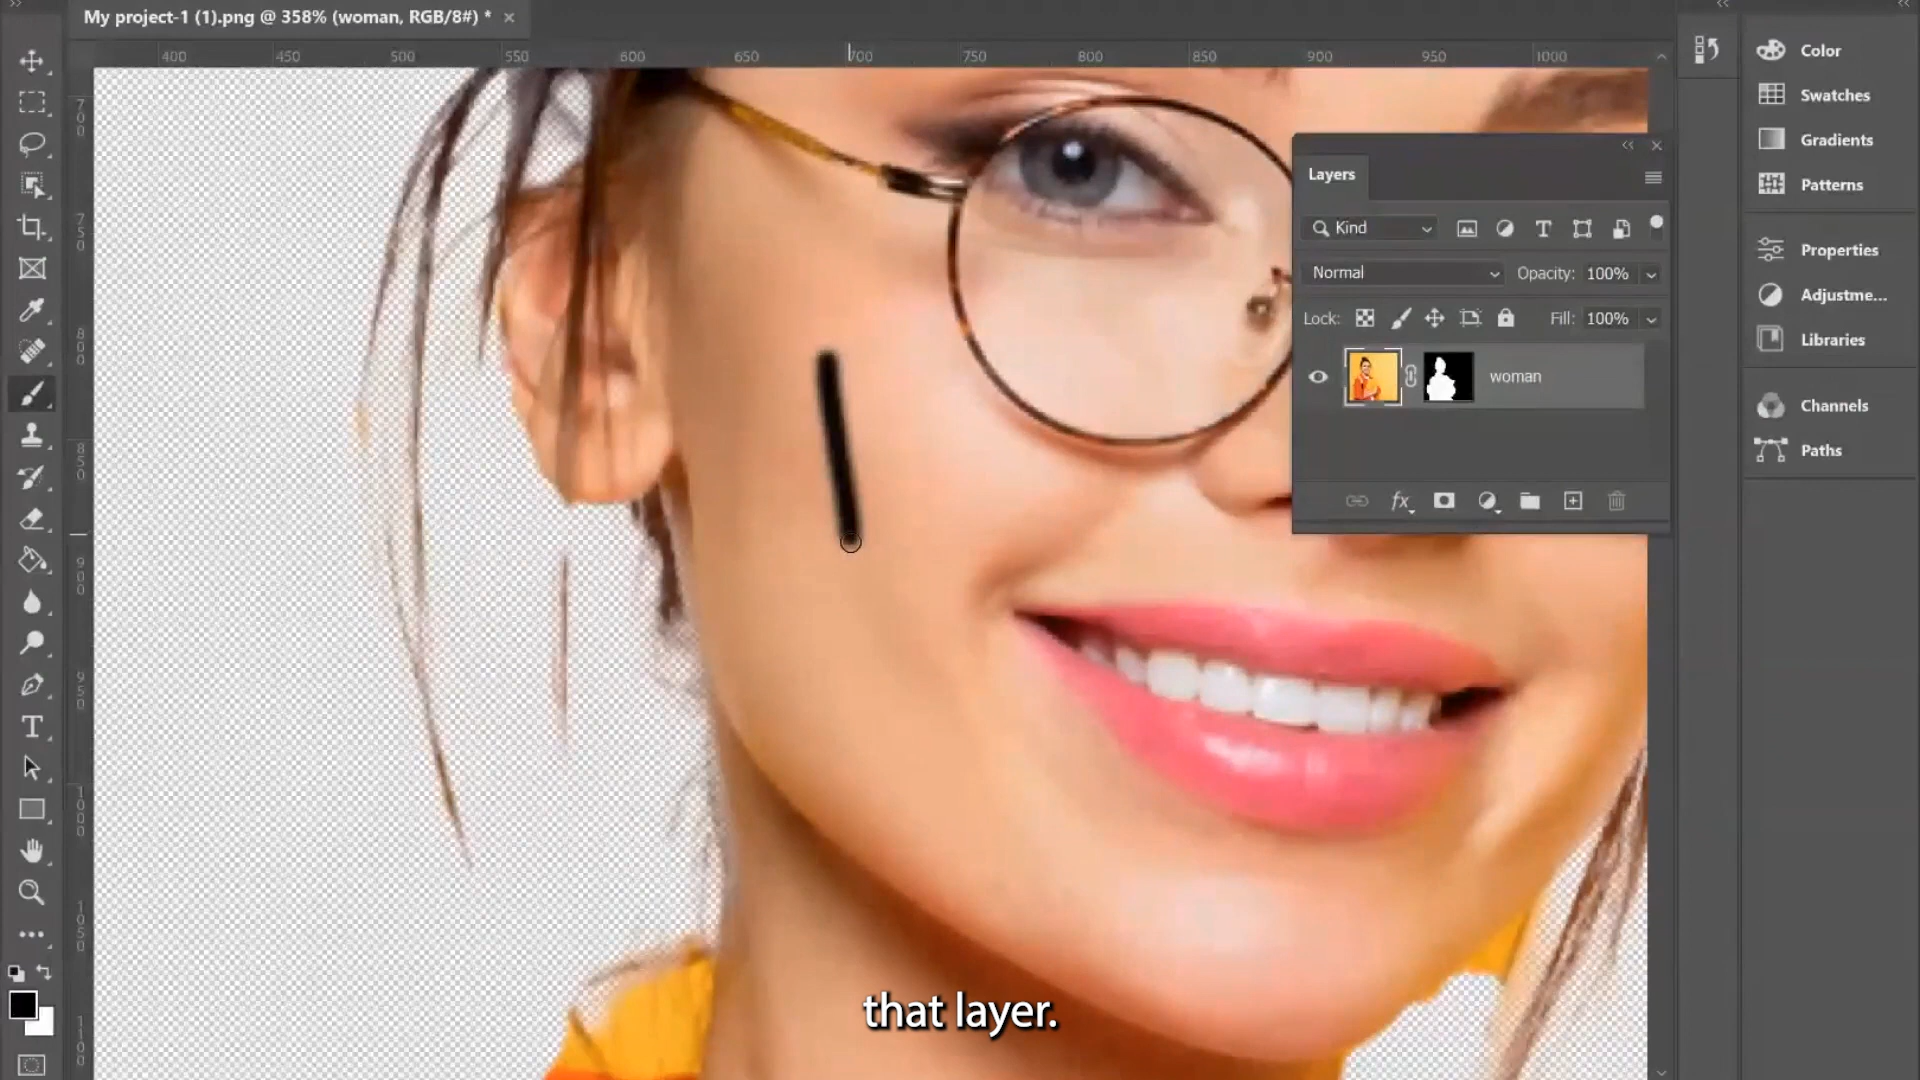 My project-1 (1).png @ 358% (woman, RGB/8#) *
400 450 500 550 600 650 700 750 800 850 900 950 1000
700
750
800
850
900
950
1000
1050
1100
Layers
Kind
Normal Opacity: 100%
Lock: Fill: 100%
woman
fx
Color
Swatches
Gradients
Patterns
Properties
Adjustme...
Libraries
Channels
Paths
that layer.